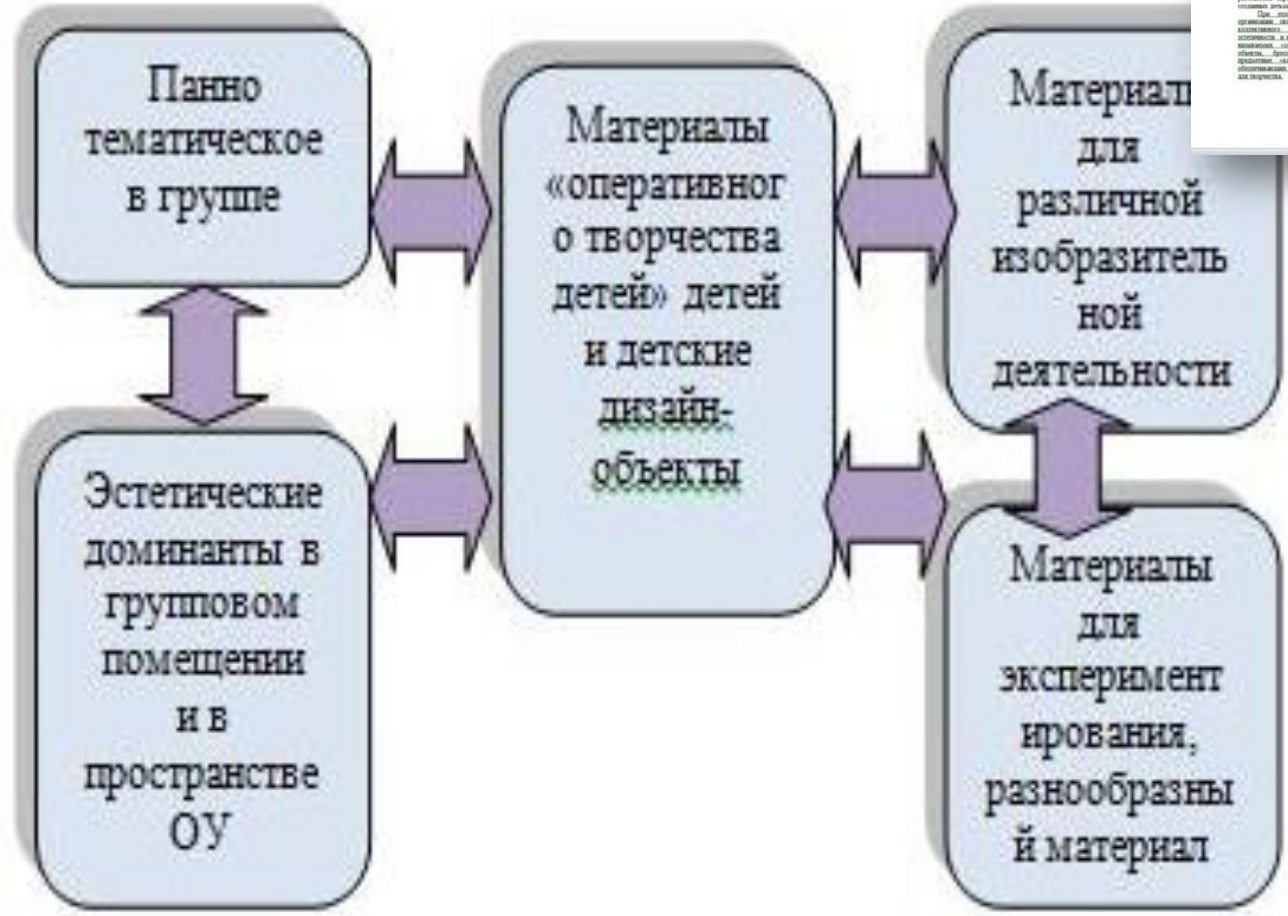 Панно
тематическое
в группе
Эстетические
доминанты в
групповом
помещении
и в
пространстве
ОУ
Материалы
«оперативног
о творчества
детей» детей
и детские
дизайн-
объекты
Материалы
для
различной
изобразитель
ной
деятельности
Материалы
для
эксперимент
ирования,
разнообразны
й материал